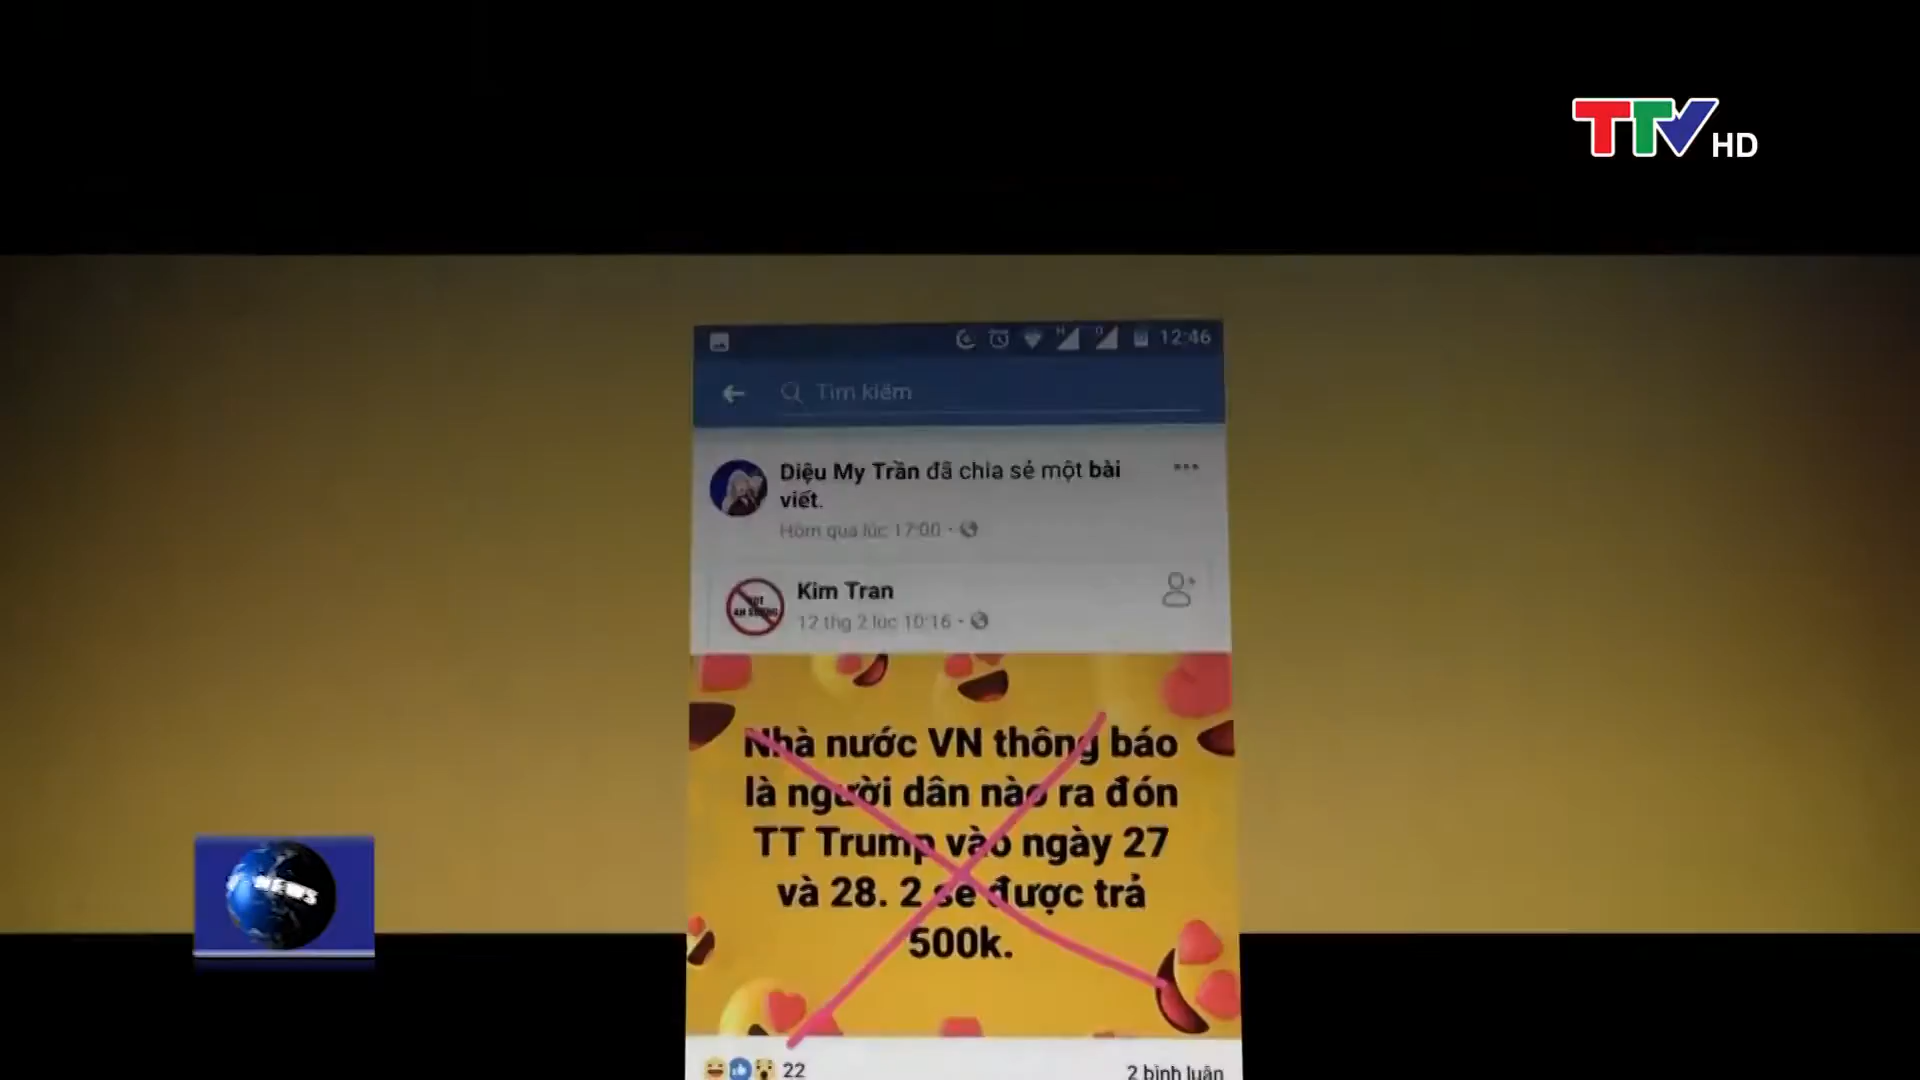 TTV HD
12:46
Tìm kiếm
Diệu My Trần đã chia sẻ một bài
viết.
Hôm qua lúc 17:00
Kim Tran
12 thg 2 lúc 10:16
Nhà nước VN thông báo
là người dân nào ra đón
TT Trump vào ngày 27
và 28. 2 sẽ được trả
500k.
NEWS
22
2 bình luận